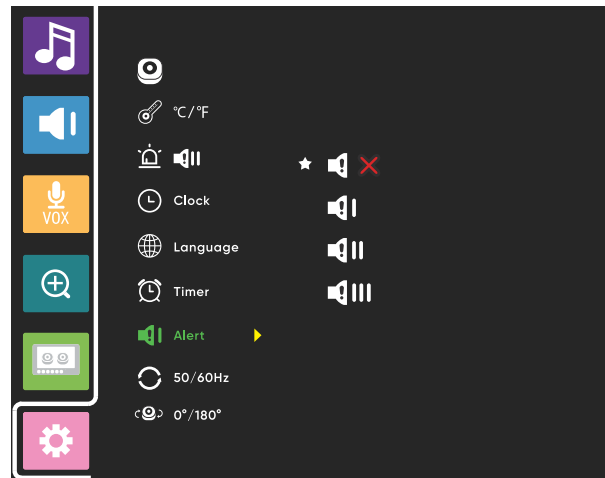 °C/°F
Clock
VOX
Language
Timer
Alert
50/60Hz
0°/180°